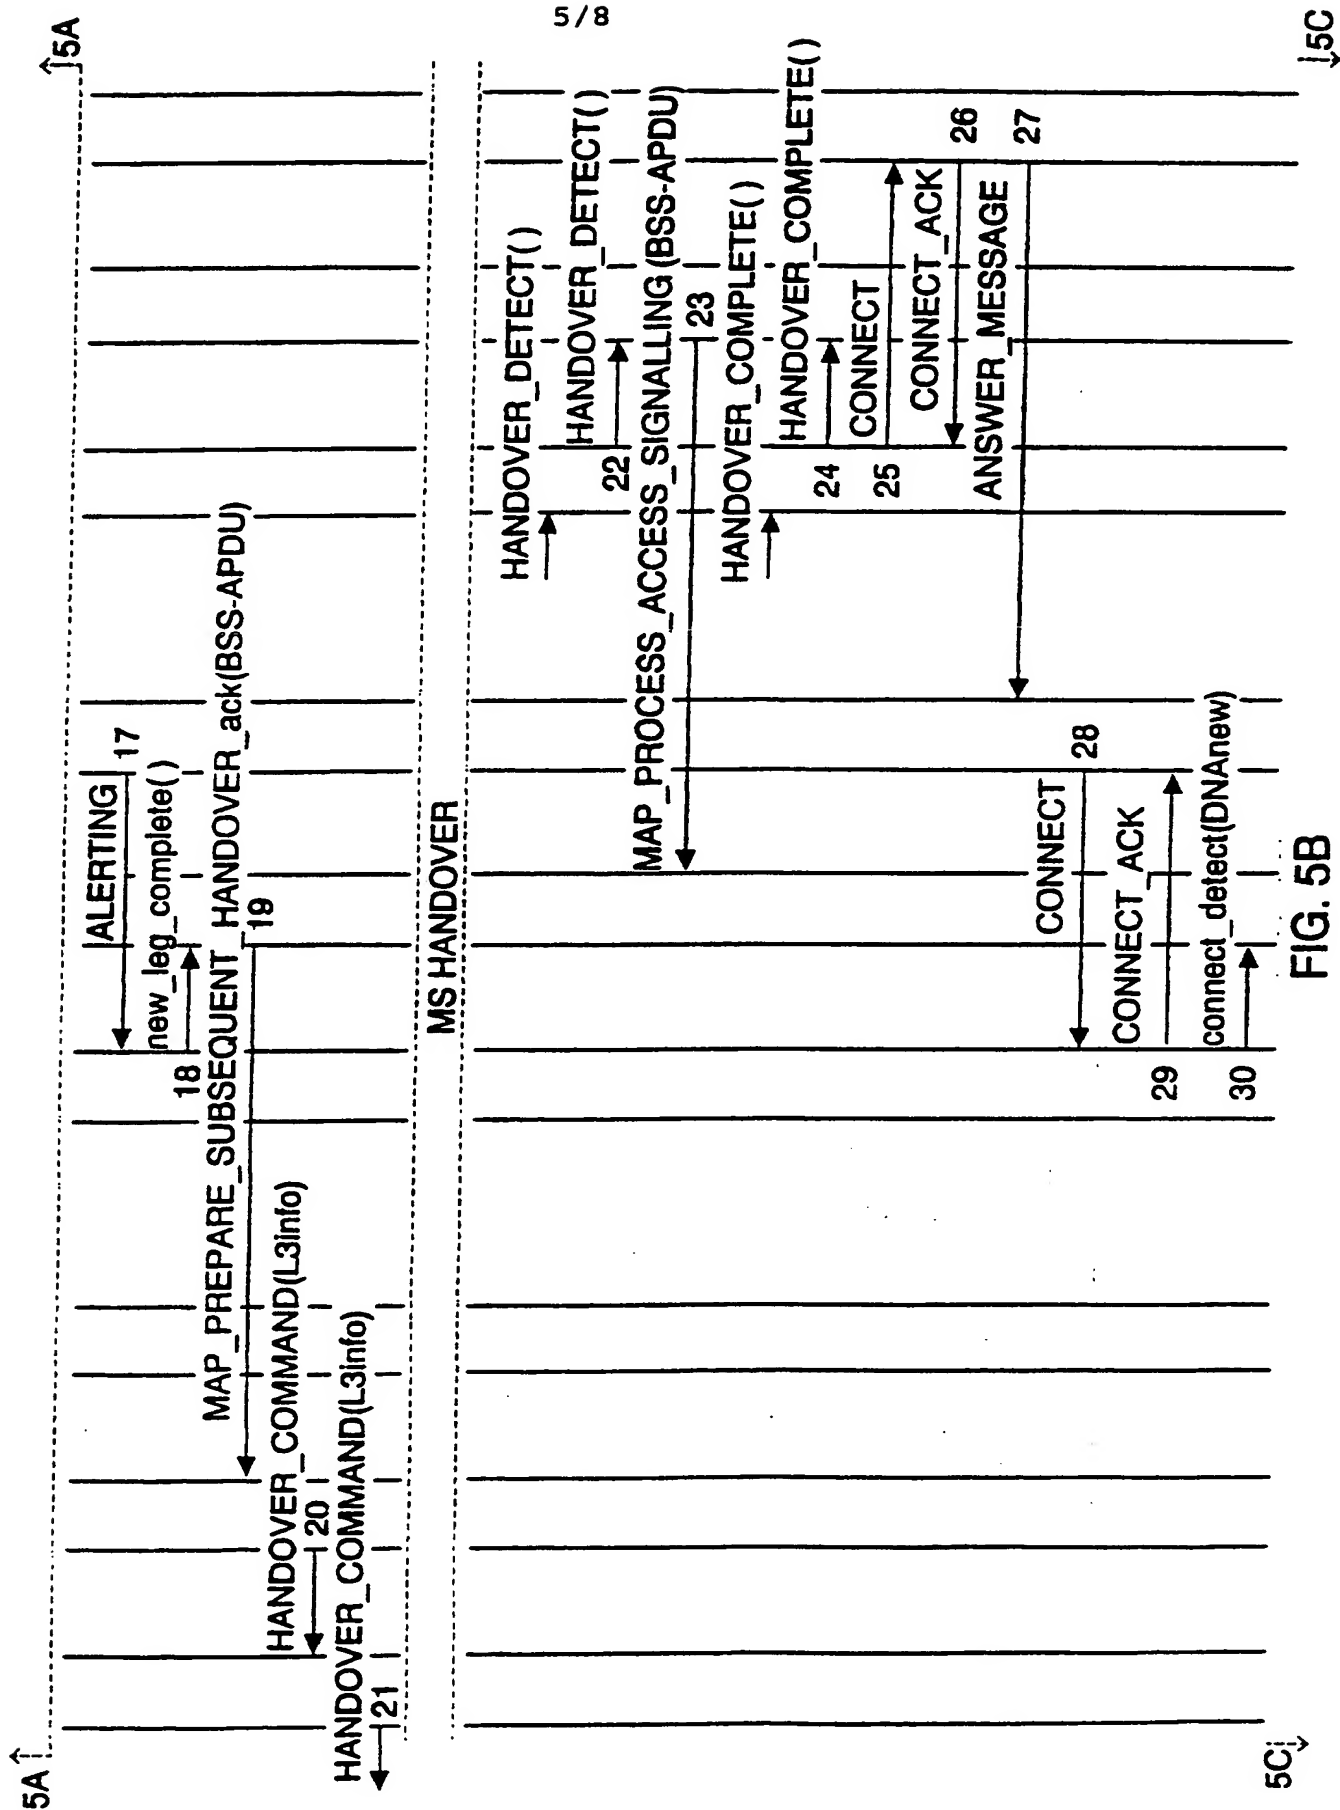 5/8
5A
5A
ALERTING
17
new_leg_complete()
18
MAP_PREPARE_SUBSEQUENT_HANDOVER_ack(BSS-APDU)
19
HANDOVER_COMMAND(L3info)
20
HANDOVER_COMMAND(L3info)
21
MS HANDOVER
HANDOVER_DETECT()
HANDOVER_DETECT()
22
MAP_PROCESS_ACCESS_SIGNALLING(BSS-APDU)
23
HANDOVER_COMPLETE()
HANDOVER_COMPLETE()
24
CONNECT
25
CONNECT_ACK
26
ANSWER_MESSAGE
27
CONNECT
28
CONNECT_ACK
29
connect_detect(DNAnew)
30
5C
5C
FIG. 5B